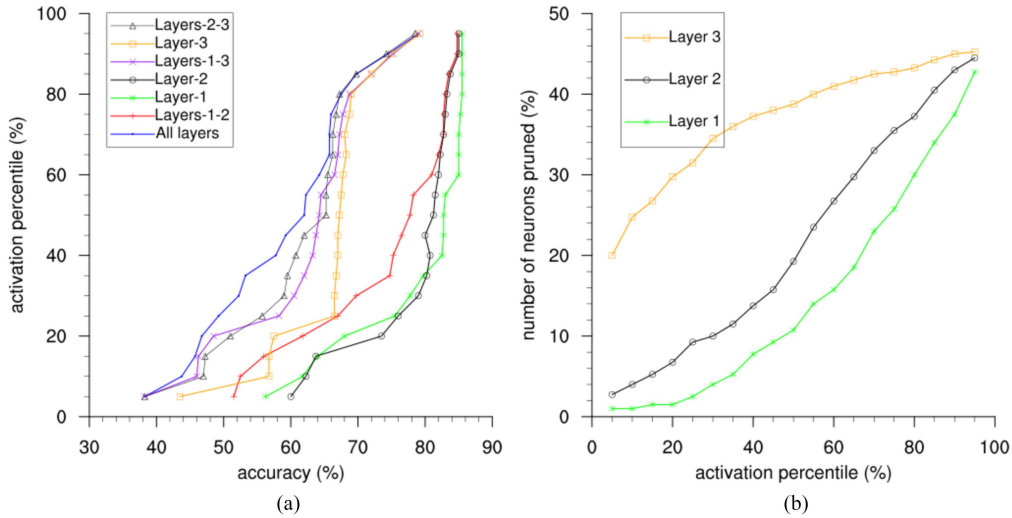 Layers-2-3
Layer-3
Layers-1-3
Layer-2
Layer-1
Layers-1-2
All layers
100
80
60
40
20
0
activation percentile (%)
30 40 50 60 70 80 90
accuracy (%)
(a)
Layer 3
Layer 2
Layer 1
50
40
30
20
10
0
number of neurons pruned (%)
0 20 40 60 80 100
activation percentile (%)
(b)